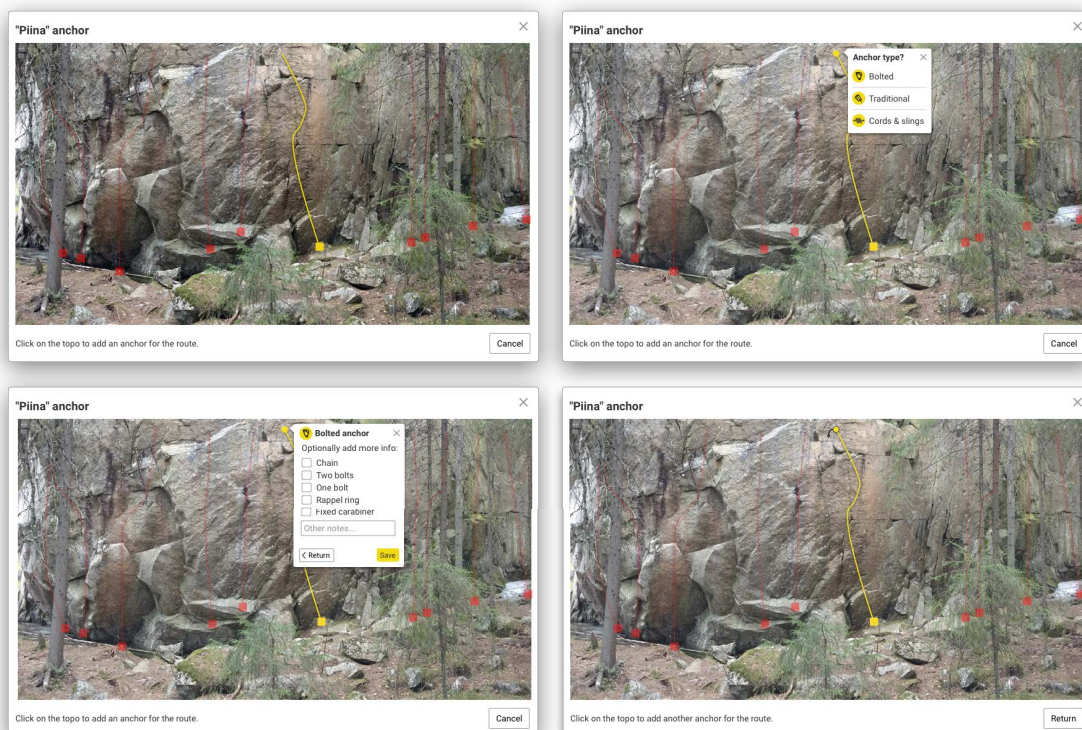 "Piina" anchor
Click on the topo to add an anchor for the route.
Cancel
"Piina" anchor
Anchor type?
Bolted
Traditional
Cords & slings
Click on the topo to add an anchor for the route.
Cancel
"Piina" anchor
Bolted anchor
Optionally add more info:
Chain
Two bolts
One bolt
Rappel ring
Fixed carabiner
Other notes...
< Return
Save
Click on the topo to add an anchor for the route.
Cancel
"Piina" anchor
Click on the topo to add another anchor for the route.
Return